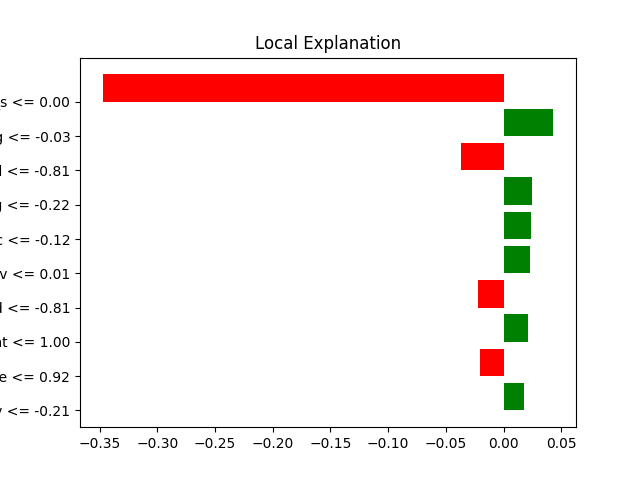 Local Explanation
s <= 0.00
g <= -0.03
d <= -0.81
g <= -0.22
c <= -0.12
v <= 0.01
d <= -0.81
nt <= 1.00
e <= 0.92
y <= -0.21
−0.35 −0.30 −0.25 −0.20 −0.15 −0.10 −0.05 0.00 0.05